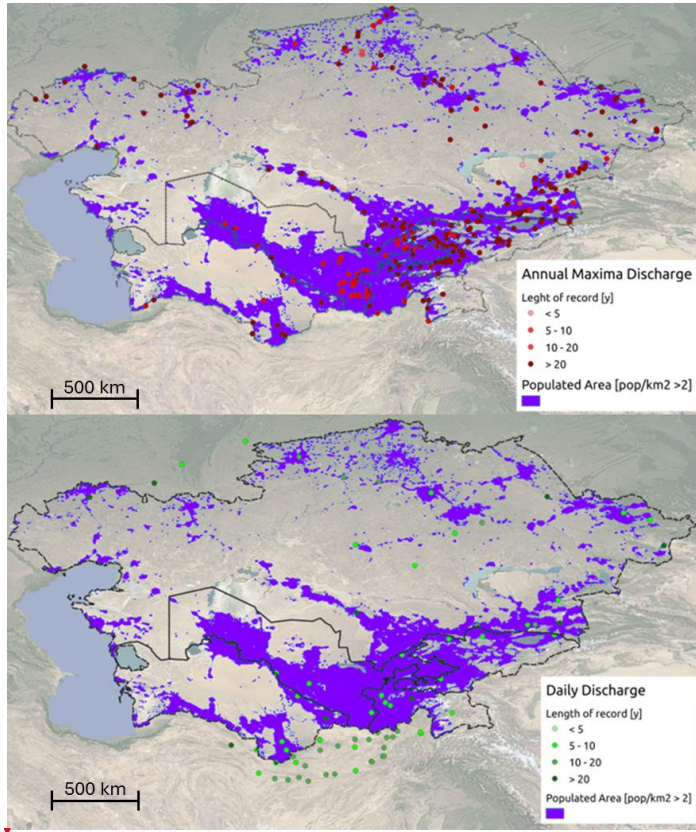 Annual Maxima Discharge
Leght of record [y]
< 5
5 - 10
10 - 20
> 20
Populated Area [pop/km2 >2]
500 km
Daily Discharge
Length of record [y]
< 5
5 - 10
10 - 20
> 20
Populated Area [pop/km2 > 2]
500 km